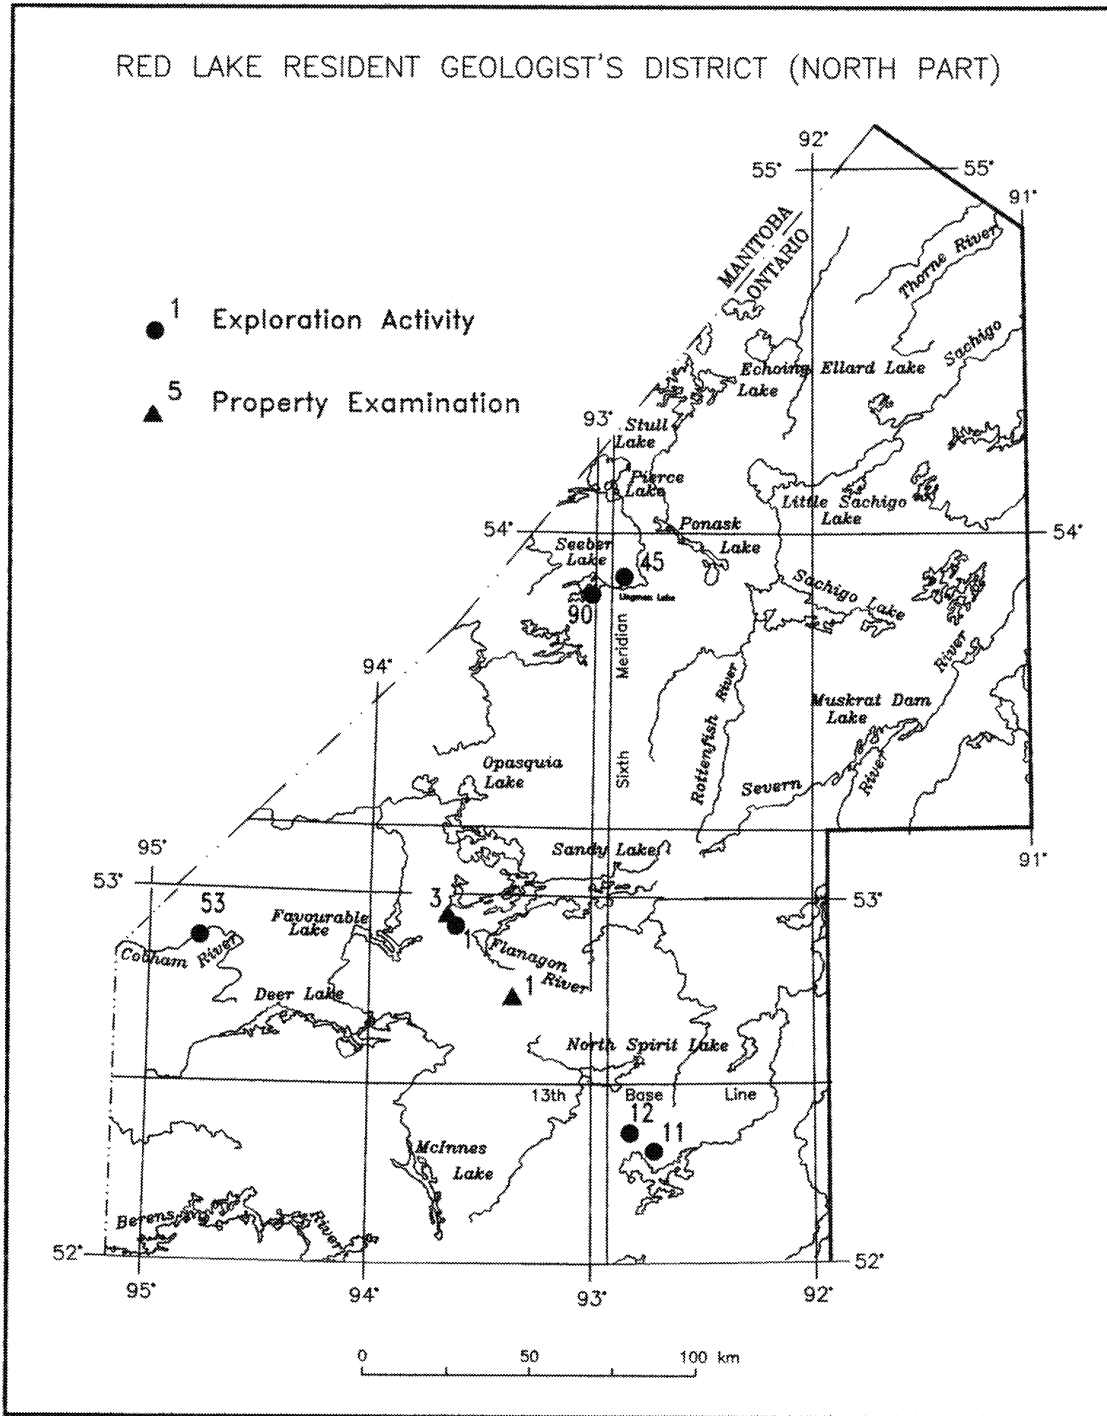 RED LAKE RESIDENT GEOLOGIST'S DISTRICT (NORTH PART)
92°
55°
55°
91°
MANITOBA
ONTARIO
Thorne River
1
Exploration Activity
Sachigo
Echoing Ellard Lake
Lake
5
Property Examination
93°
Stull
Lake
Pierce
Lake
Little Sachigo
Lake
54°
Ponask
Lake
54°
Seeber
Lake
45
Lingman Lake
90
Sachigo Lake
Meridian
River
94°
Rottenfish River
Muskrat Dam
Lake
Opasquia
Lake
Sixth
Severn
River
95°
Sandy Lake
91°
53°
53°
53
3
Favourable
Lake
1
Cobham River
Flanagon
River
Deer Lake
1
North Spirit Lake
13th Base Line
12
11
McInnes
Lake
Berens
River
52°
52°
95°
94°
93°
92°
0 50 100 km